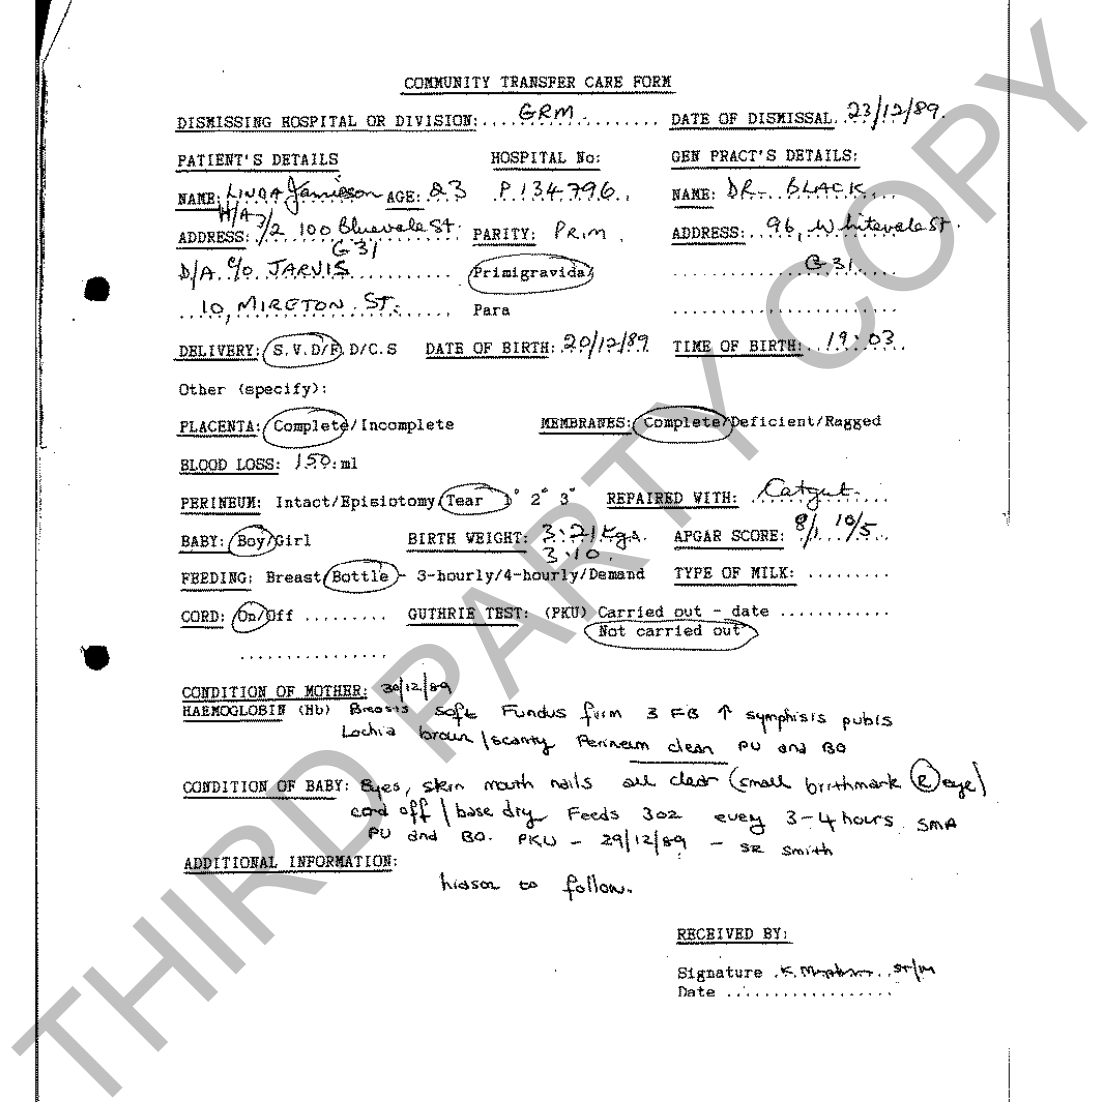 COMMUNITY TRANSFER CARE FORM
DISMISSING HOSPITAL OR DIVISION: GRM. DATE OF DISMISSAL 23/12/89.
PATIENT'S DETAILS HOSPITAL No: GEN PRACT'S DETAILS:
NAME: LINDA Jamieson AGE: 23 P.134796. NAME: DR. BLACK
H/A
ADDRESS: 2 100 Bluevale St. PARITY: PRIM. ADDRESS: 96, Whitevale St.
G31
D/A. C/o. JARVIS Primigravida G31
10, MIRETON ST. Para
DELIVERY: S.V.D/F.D/C.S DATE OF BIRTH: 20/12/89 TIME OF BIRTH: 19:03
Other (specify):
PLACENTA: Complete/Incomplete MEMBRANES: Complete/Deficient/Ragged
BLOOD LOSS: 150.ml
PERINEUM: Intact/Episiotomy/Tear 1° 2° 3° REPAIRED WITH: Catgut.
BABY: Boy/Girl BIRTH WEIGHT: 3.21Kgs. APGAR SCORE: 8/1 10/5
3.10.
FEEDING: Breast/Bottle - 3-hourly/4-hourly/Demand TYPE OF MILK:
CORD: On/Off GUTHRIE TEST: (PKU) Carried out - date
Not carried out
CONDITION OF MOTHER: 30/12/89
HAEMOGLOBIN (Hb) Breasts soft Fundus firm 3 FB ↑ symphisis pubis
Lochia brown/scanty Perineum clean PU and BO
CONDITION OF BABY: Eyes, skin mouth nails all clear (small birthmark (R) eye)
cord off / base dry Feeds 3oz every 3-4 hours SMA
PU and BO. PKU - 29/12/89 - SR Smith
ADDITIONAL INFORMATION:
to follow.
RECEIVED BY:
Signature K.
Date
THIRD PARTY COPY